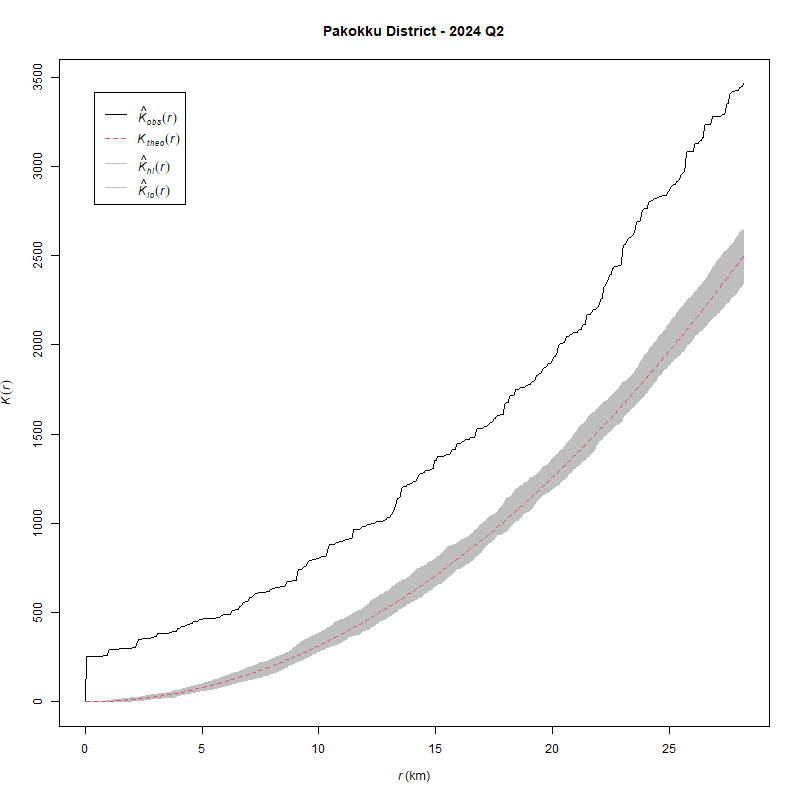 Pakokku District - 2024 Q2
K̂obs(r)
Ktheo(r)
K̂hi(r)
K̂lo(r)
K(r)
3500
3000
2500
2000
1500
1000
500
0
0 5 10 15 20 25
r (km)